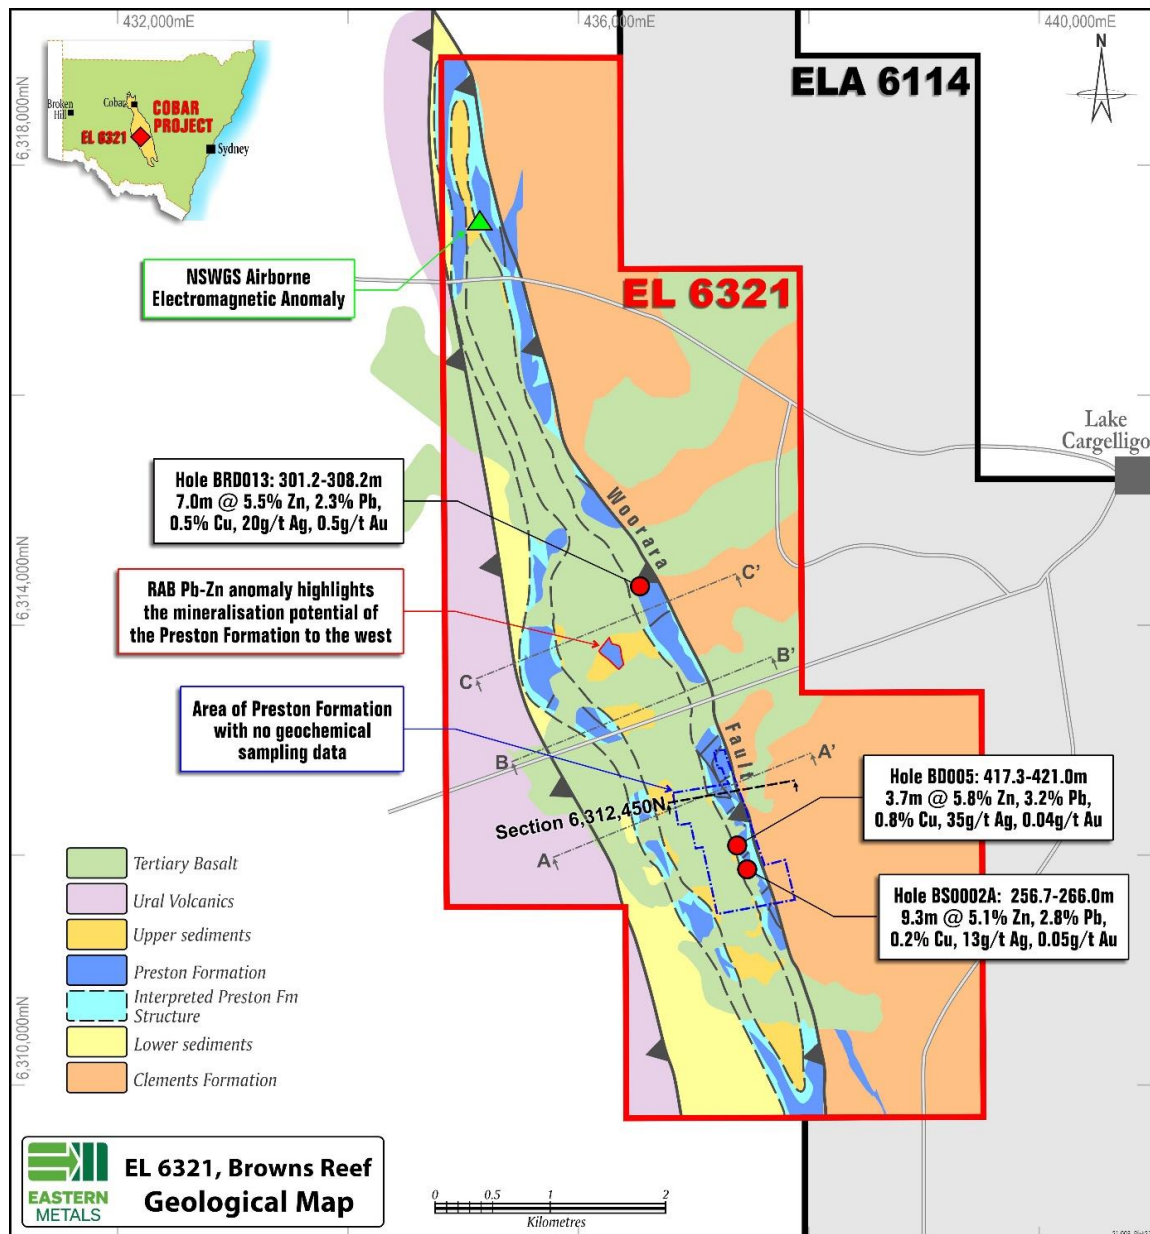 432,000mE
436,000mE
440,000mE
N
6,318,000mN
6,314,000mN
6,310,000mN
Broken
Hill
Cobar
COBAR
PROJECT
EL 6321
Sydney
ELA 6114
EL 6321
NSWGS Airborne
Electromagnetic Anomaly
Lake
Cargelligo
Hole BRD013: 301.2-308.2m
7.0m @ 5.5% Zn, 2.3% Pb,
0.5% Cu, 20g/t Ag, 0.5g/t Au
Woorara
Fault
C'
RAB Pb-Zn anomaly highlights
the mineralisation potential of
the Preston Formation to the west
C
B'
Area of Preston Formation
with no geochemical
sampling data
B
A'
Section 6,312,450N
A
Hole BD005: 417.3-421.0m
3.7m @ 5.8% Zn, 3.2% Pb,
0.8% Cu, 35g/t Ag, 0.04g/t Au
Hole BS0002A: 256.7-266.0m
9.3m @ 5.1% Zn, 2.8% Pb,
0.2% Cu, 13g/t Ag, 0.05g/t Au
Tertiary Basalt
Ural Volcanics
Upper sediments
Preston Formation
Interpreted Preston Fm
Structure
Lower sediments
Clements Formation
EASTERN
METALS
EL 6321, Browns Reef
Geological Map
0 0.5 1 2
Kilometres